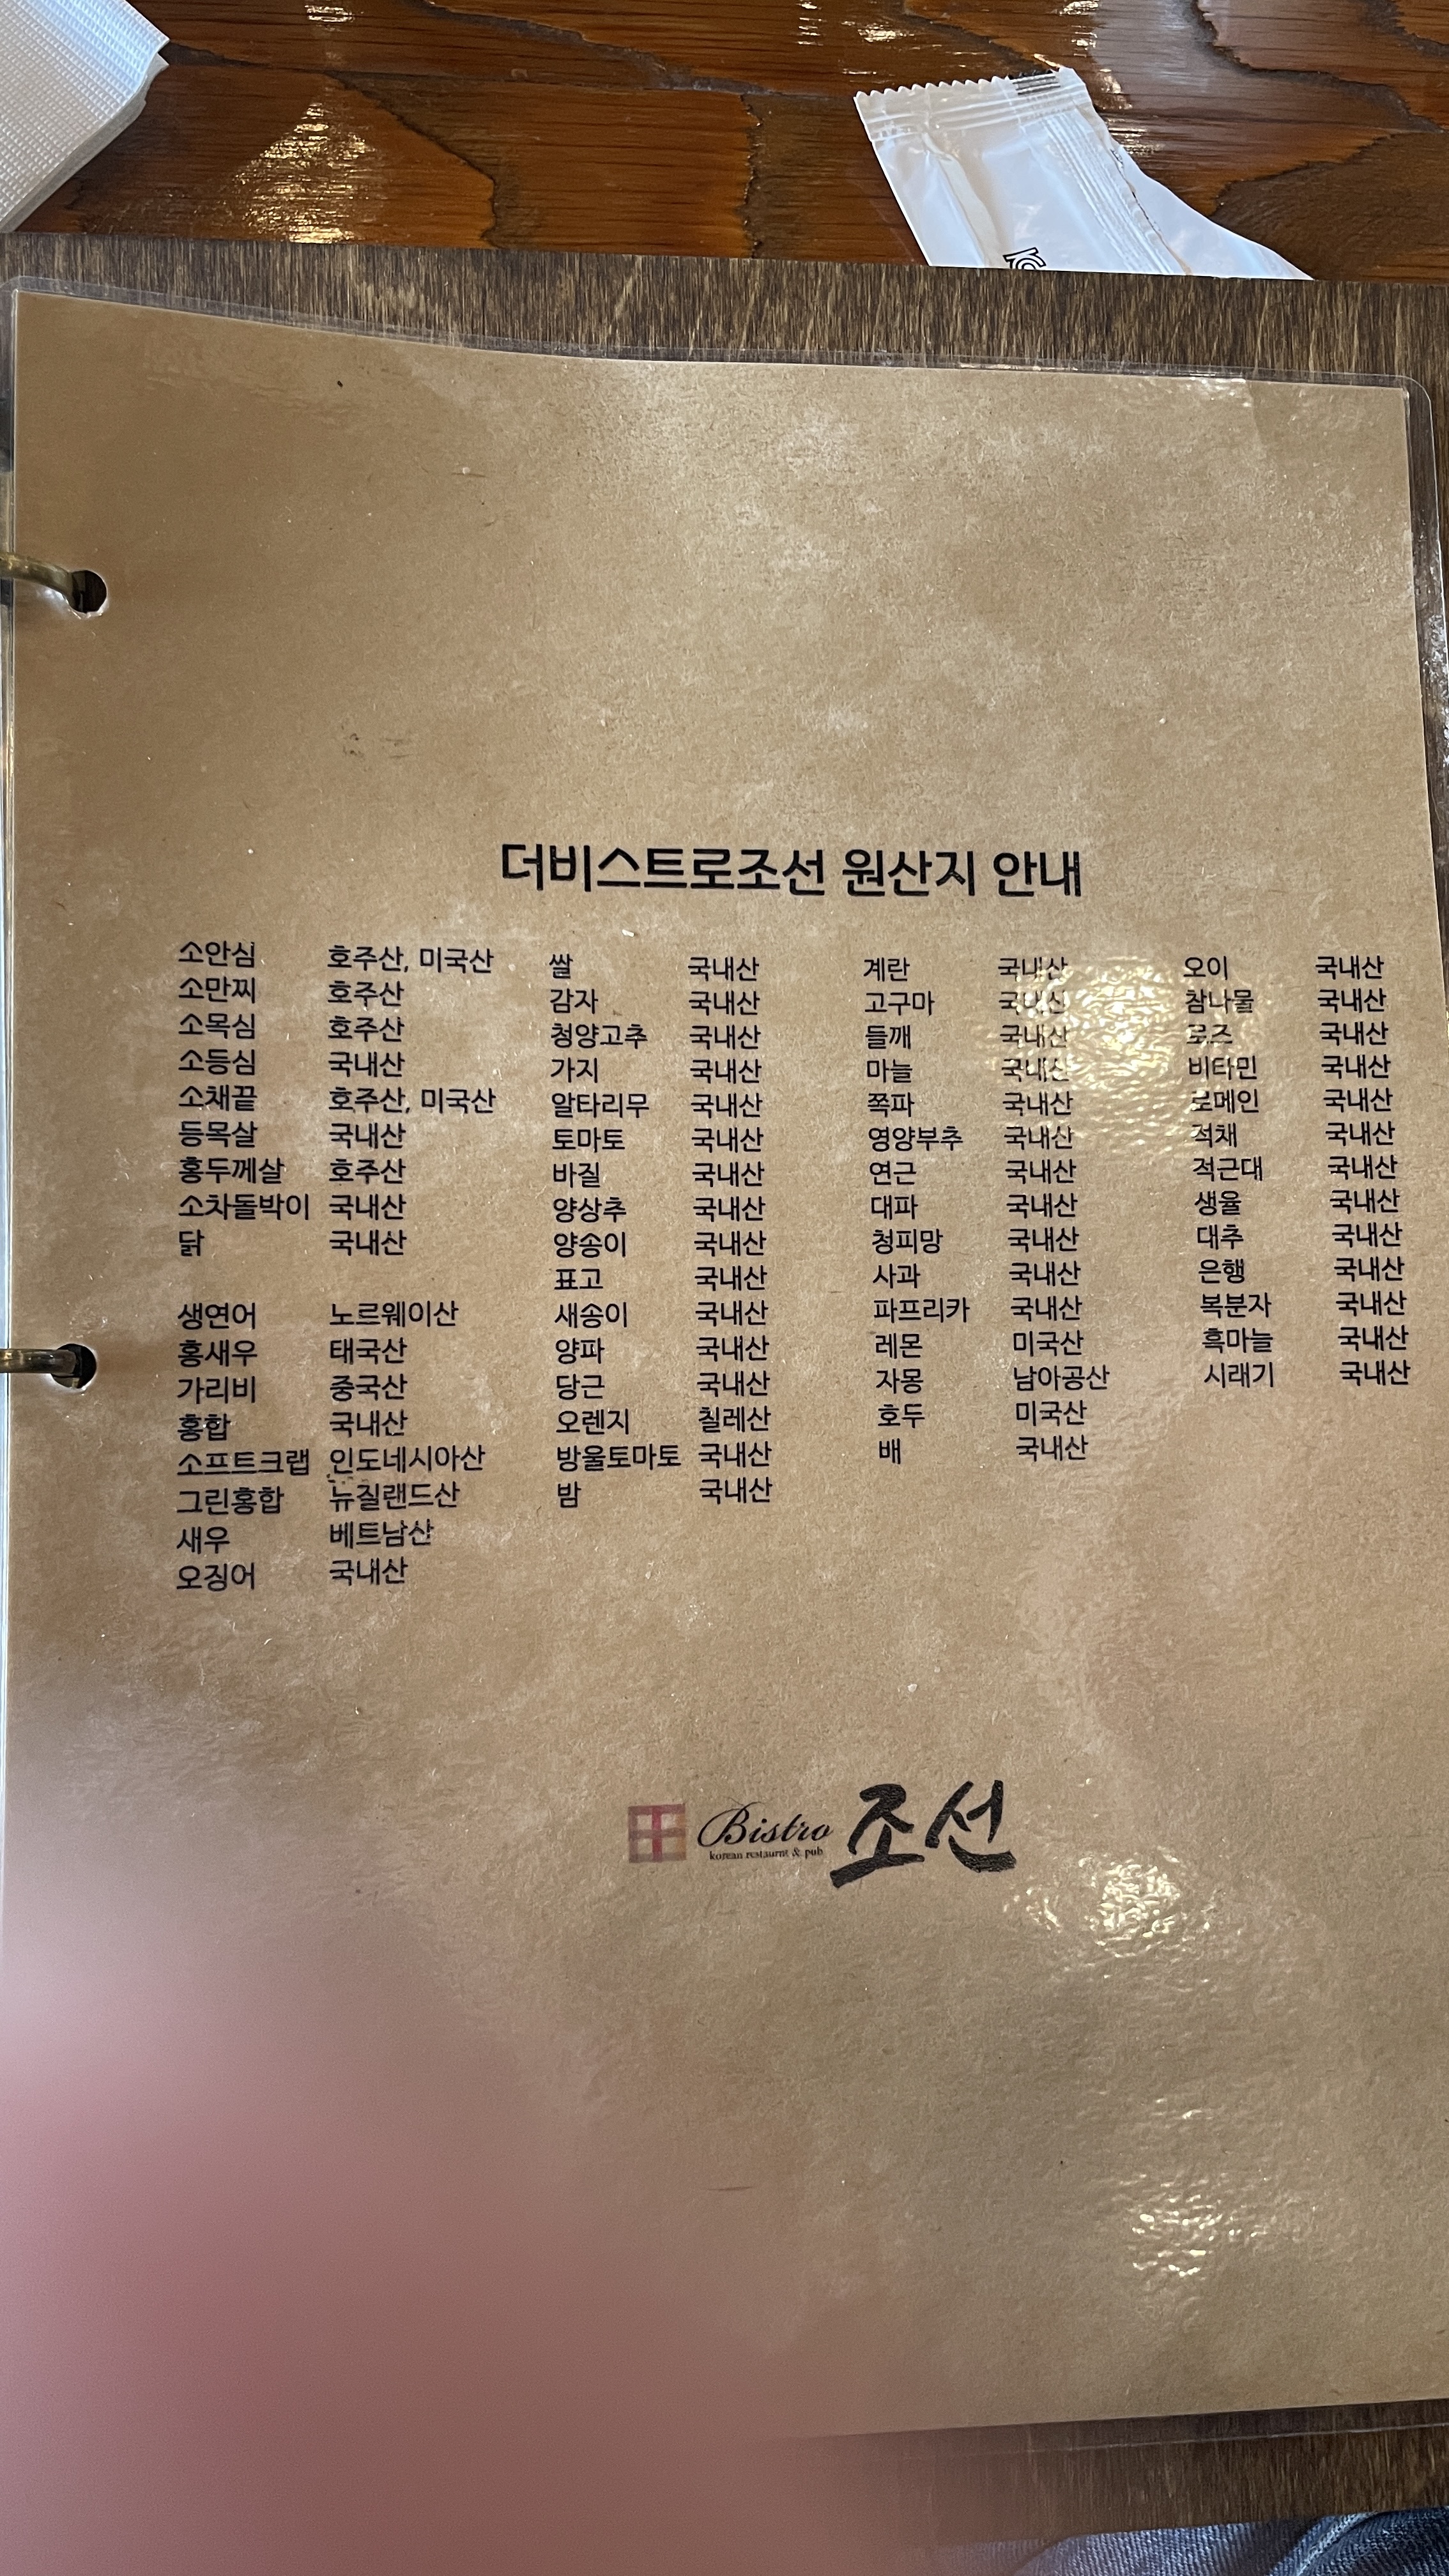 더비스트로조선 원산지 안내
소안심 호주산, 미국산
소만찌 호주산
소목심 호주산
소등심 국내산
소채끝 호주산, 미국산
등목살 국내산
홍두께살 호주산
소차돌박이 국내산
닭 국내산
생연어 노르웨이산
홍새우 태국산
가리비 중국산
홍합 국내산
소프트크랩 인도네시아산
그린홍합 뉴질랜드산
새우 베트남산
오징어 국내산
쌀 국내산
감자 국내산
청양고추 국내산
가지 국내산
알타리무 국내산
토마토 국내산
바질 국내산
양상추 국내산
양송이 국내산
표고 국내산
새송이 국내산
양파 국내산
당근 국내산
오렌지 칠레산
방울토마토 국내산
밤 국내산
계란 국내산
고구마 국내산
들깨 국내산
마늘 국내산
쪽파 국내산
영양부추 국내산
연근 국내산
대파 국내산
청피망 국내산
사과 국내산
파프리카 국내산
레몬 미국산
자몽 남아공산
호두 미국산
배 국내산
오이 국내산
참나물 국내산
로즈 국내산
비타민 국내산
로메인 국내산
적채 국내산
적근대 국내산
생율 국내산
대추 국내산
은행 국내산
복분자 국내산
흑마늘 국내산
시래기 국내산
Bistro 조선
korean restaurnt & pub